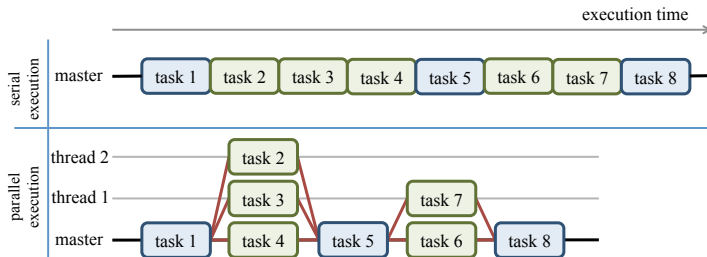 execution time
serial
execution
master
task 1
task 2
task 3
task 4
task 5
task 6
task 7
task 8
parallel
execution
thread 2
task 2
thread 1
task 3
task 7
master
task 1
task 4
task 5
task 6
task 8